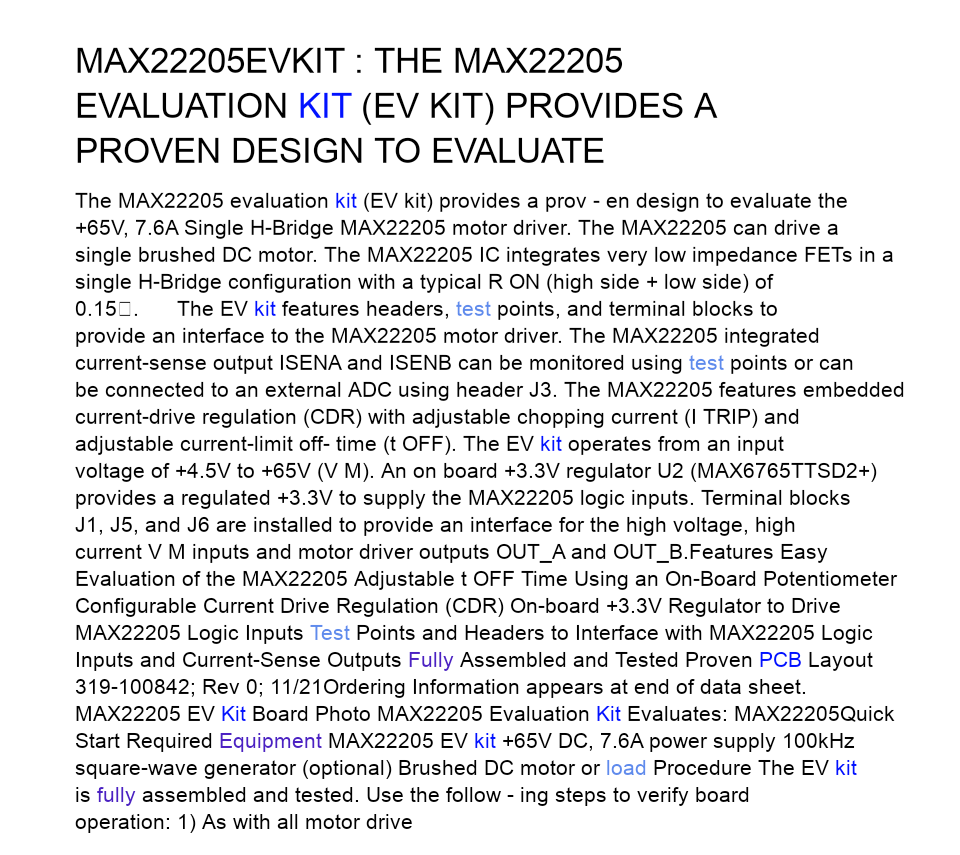 MAX22205EVKIT : THE MAX22205
EVALUATION KIT (EV KIT) PROVIDES A
PROVEN DESIGN TO EVALUATE
The MAX22205 evaluation kit (EV kit) provides a prov - en design to evaluate the
+65V, 7.6A Single H-Bridge MAX22205 motor driver. The MAX22205 can drive a
single brushed DC motor. The MAX22205 IC integrates very low impedance FETs in a
single H-Bridge configuration with a typical R ON (high side + low side) of
0.15□. The EV kit features headers, test points, and terminal blocks to
provide an interface to the MAX22205 motor driver. The MAX22205 integrated
current-sense output ISENA and ISENB can be monitored using test points or can
be connected to an external ADC using header J3. The MAX22205 features embedded
current-drive regulation (CDR) with adjustable chopping current (I TRIP) and
adjustable current-limit off- time (t OFF). The EV kit operates from an input
voltage of +4.5V to +65V (V M). An on board +3.3V regulator U2 (MAX6765TTSD2+)
provides a regulated +3.3V to supply the MAX22205 logic inputs. Terminal blocks
J1, J5, and J6 are installed to provide an interface for the high voltage, high
current V M inputs and motor driver outputs OUT_A and OUT_B.Features Easy
Evaluation of the MAX22205 Adjustable t OFF Time Using an On-Board Potentiometer
Configurable Current Drive Regulation (CDR) On-board +3.3V Regulator to Drive
MAX22205 Logic Inputs Test Points and Headers to Interface with MAX22205 Logic
Inputs and Current-Sense Outputs Fully Assembled and Tested Proven PCB Layout
319-100842; Rev 0; 11/21Ordering Information appears at end of data sheet.
MAX22205 EV Kit Board Photo MAX22205 Evaluation Kit Evaluates: MAX22205Quick
Start Required Equipment MAX22205 EV kit +65V DC, 7.6A power supply 100kHz
square-wave generator (optional) Brushed DC motor or load Procedure The EV kit
is fully assembled and tested. Use the follow - ing steps to verify board
operation: 1) As with all motor drive